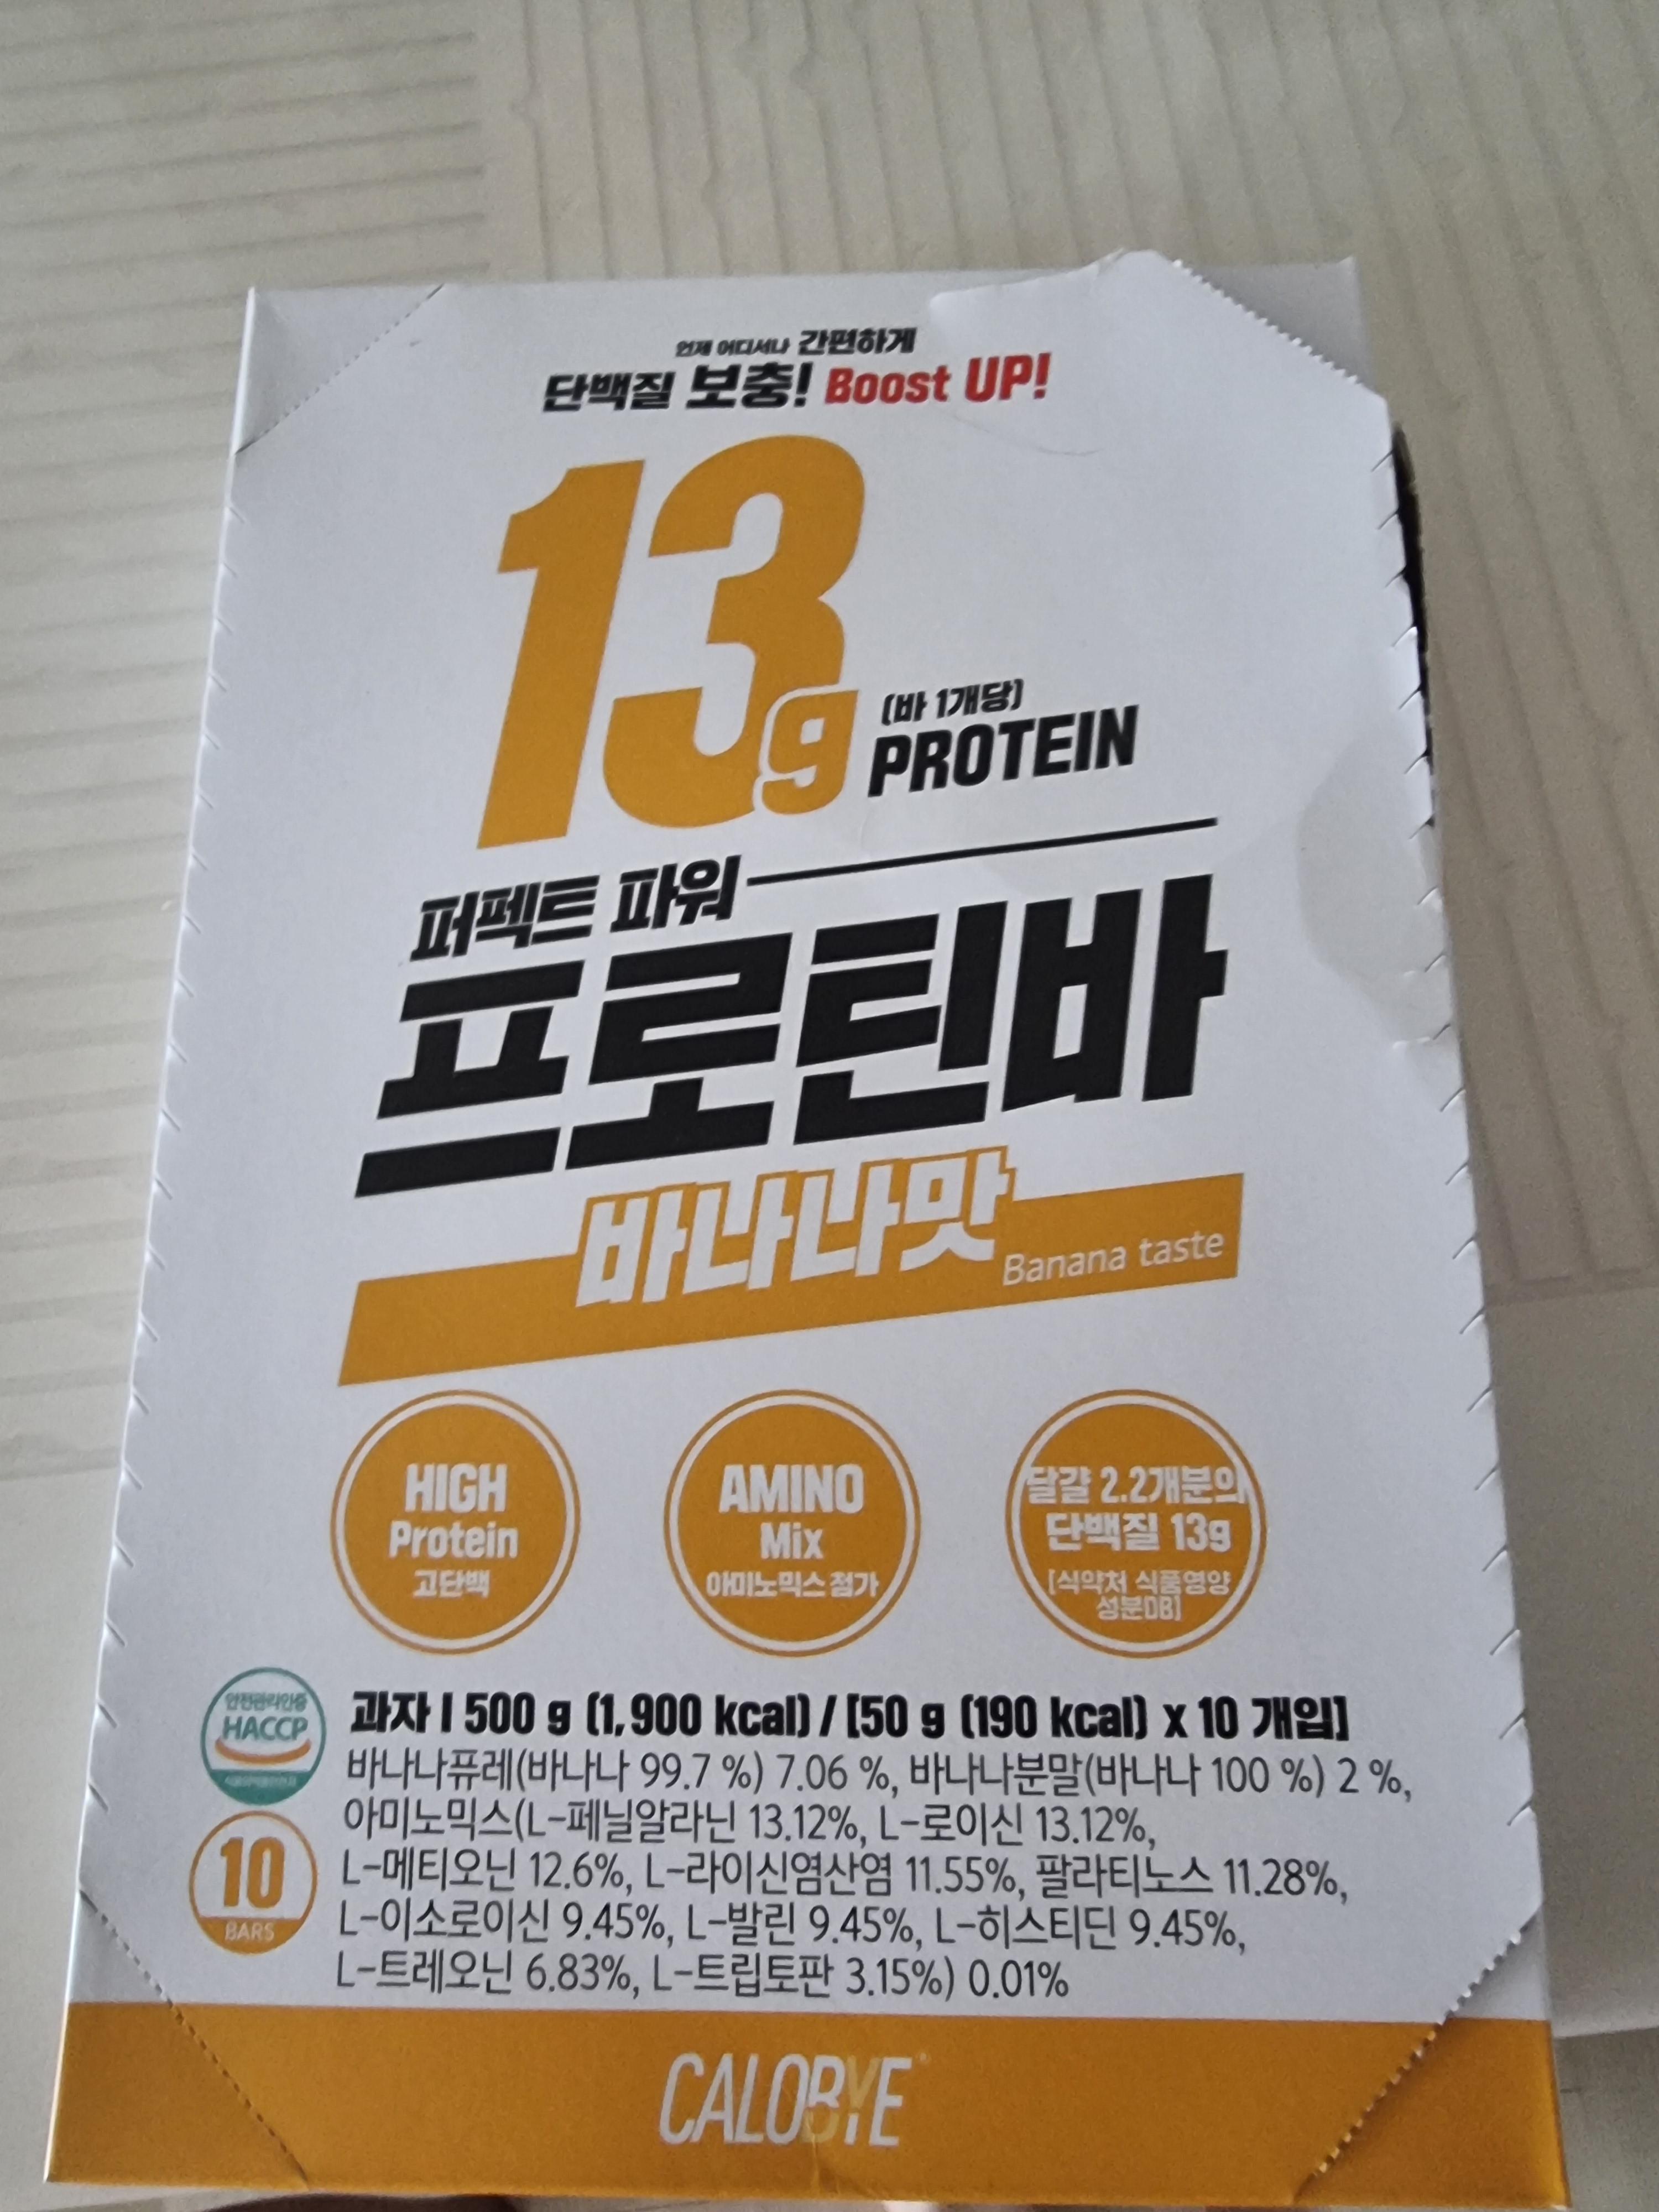 언제 어디서나 간편하게
단백질 보충! Boost UP!
13g
(바 1개당)
PROTEIN
퍼펙트 파워
프로틴바
바나나맛
Banana taste
HIGH
Protein
고단백
AMINO
Mix
아미노믹스 첨가
달걀 2.2개분의
단백질 13g
[식약처 식품영양
성분DB]
안전관리인증
HACCP
과자 I 500 g (1,900 kcal) / [50 g (190 kcal) x 10 개입]
바나나퓨레(바나나 99.7 %) 7.06 %, 바나나분말(바나나 100 %) 2 %,
아미노믹스(L-페닐알라닌 13.12%, L-로이신 13.12%,
L-메티오닌 12.6%, L-라이신염산염 11.55%, 팔라티노스 11.28%,
L-이소로이신 9.45%, L-발린 9.45%, L-히스티딘 9.45%,
L-트레오닌 6.83%, L-트립토판 3.15%) 0.01%
10
BARS
CALOBYE